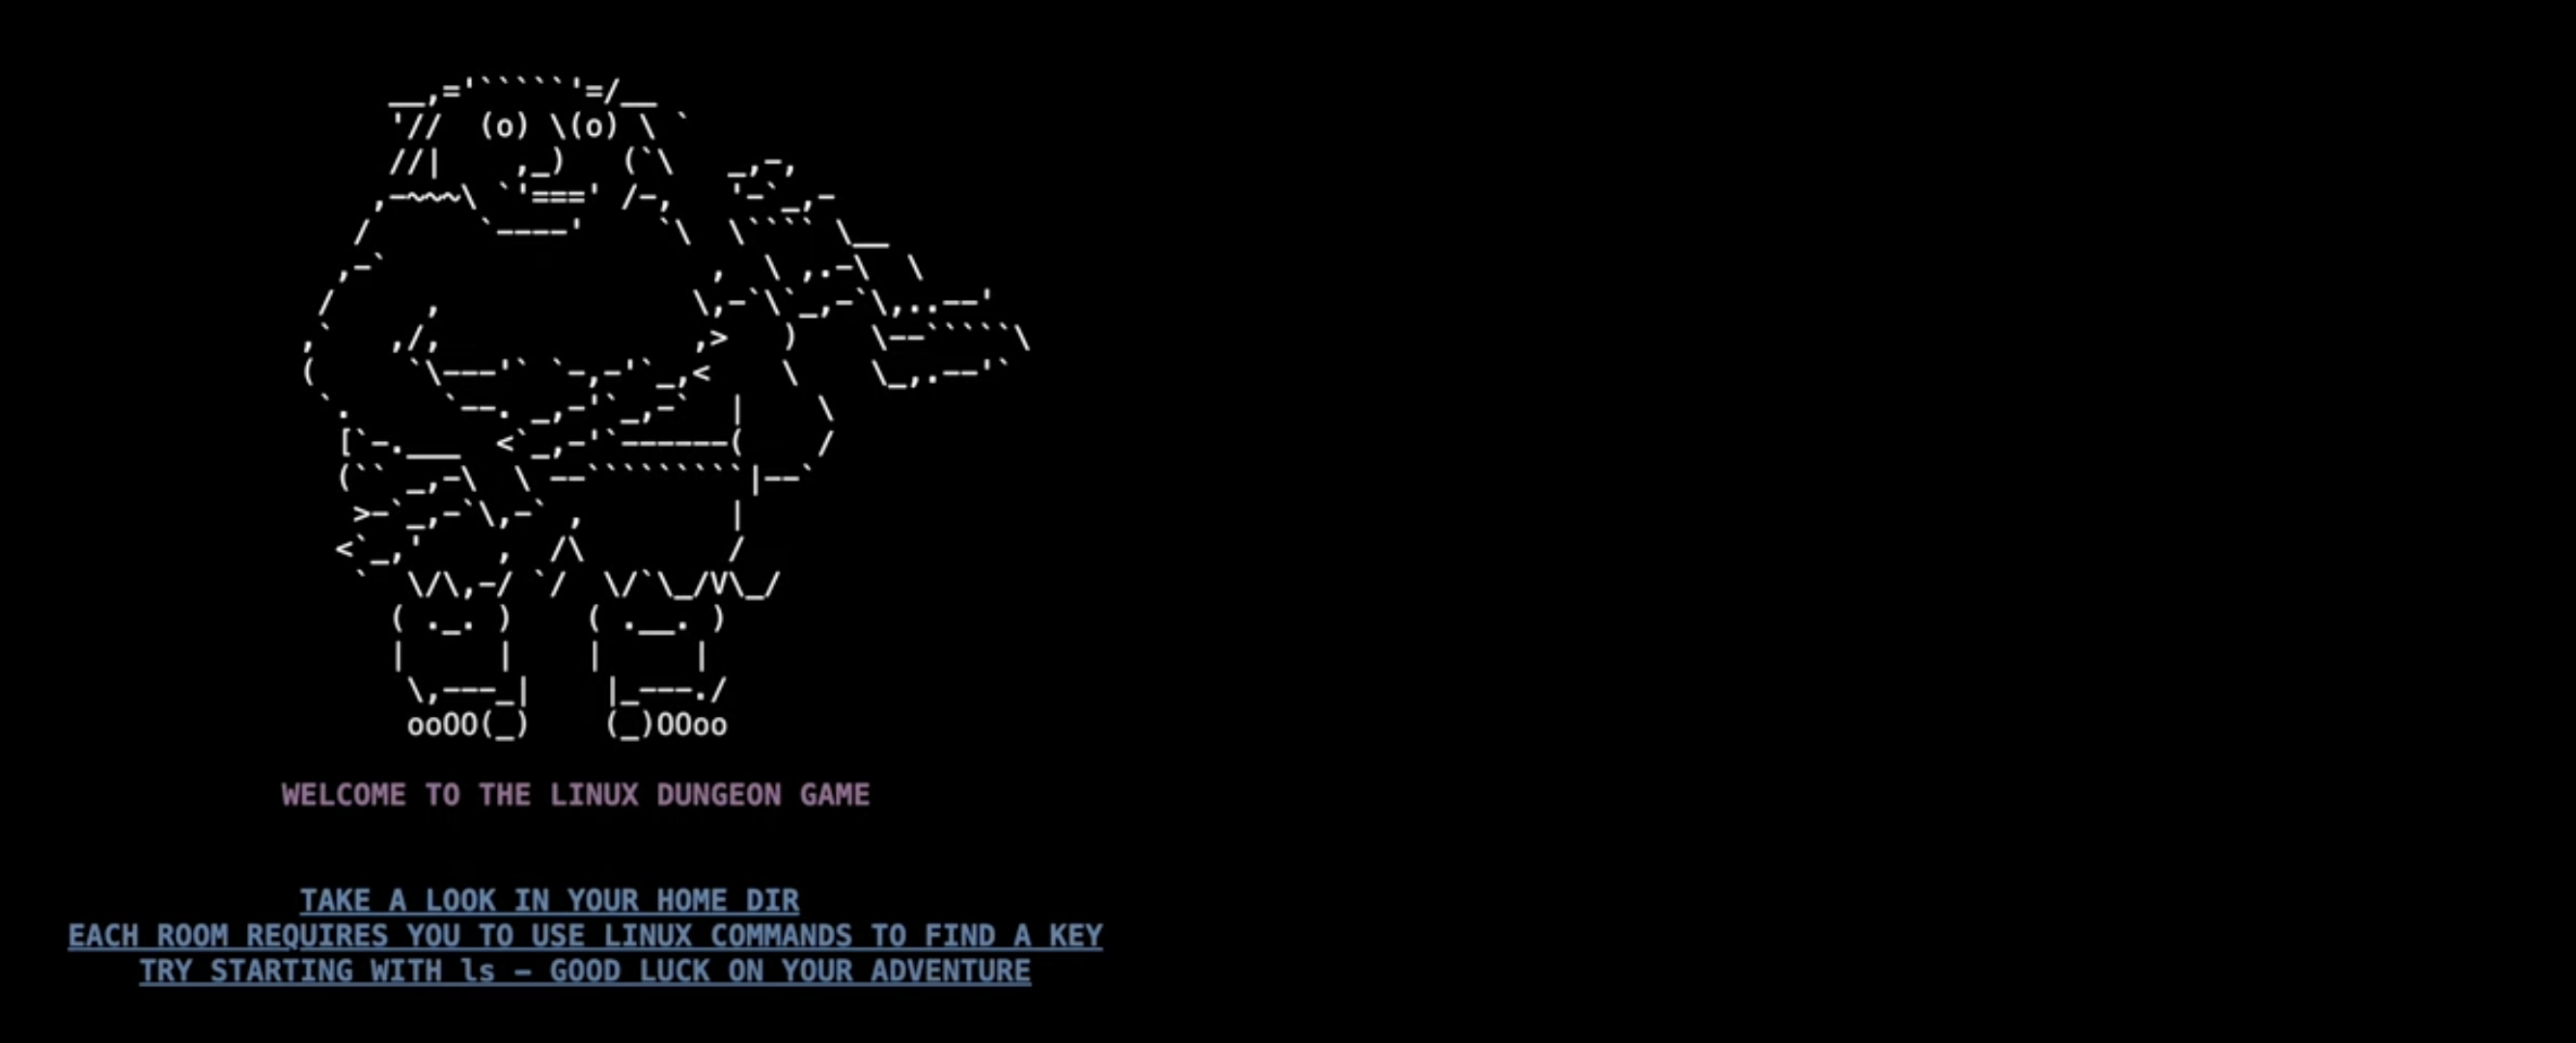 WELCOME TO THE LINUX DUNGEON GAME
TAKE A LOOK IN YOUR HOME DIR
EACH ROOM REQUIRES YOU TO USE LINUX COMMANDS TO FIND A KEY
TRY STARTING WITH ls – GOOD LUCK ON YOUR ADVENTURE